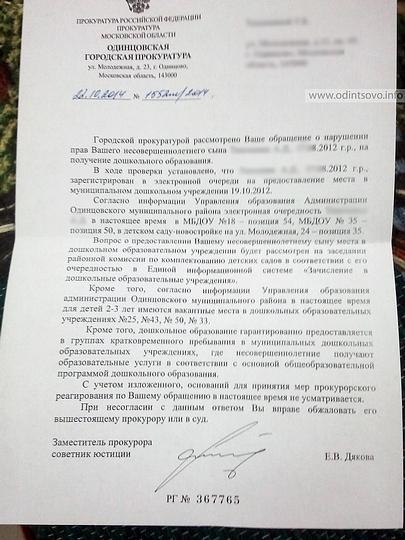 www.odintsovo.info
ПРОКУРАТУРА РОССИЙСКОЙ ФЕДЕРАЦИИ
ПРОКУРАТУРА
МОСКОВСКОЙ ОБЛАСТИ
ОДИНЦОВСКАЯ
ГОРОДСКАЯ ПРОКУРАТУРА
ул. Молодежная, д. 23, г. Одинцово,
Московская область, 143000
22.10.2014 №
Городской прокуратурой рассмотрено Ваше обращение о нарушении
прав Вашего несовершеннолетнего сына 8.2012 г.р., на
получение дошкольного образования.
В ходе проверки установлено, что 8.2012 г.р.,
зарегистрирован в электронной очереди на предоставление места в
муниципальном дошкольном учреждении 19.10.2012.
Согласно информации Управления образования Администрации
Одинцовского муниципального района электронная очередность
в настоящее время в МБДОУ №18 – позиция 54, МБДОУ № 35 –
позиция 50, в детском саду-новостройке на ул. Молодежная, 24 – позиция 35.
Вопрос о предоставлении Вашему несовершеннолетнему сыну места в
дошкольном образовательном учреждении будет рассмотрен на заседании
районной комиссии по комплектованию детских садов в соответствии с его
очередностью в Единой информационной системе «Зачисление в
дошкольные образовательные учреждения».
Кроме того, согласно информации Управления образования
администрации Одинцовского муниципального района в настоящее время
для детей 2-3 лет имеются вакантные места в дошкольных образовательных
учреждениях №25, №43, № 50, № 33.
Кроме того, дошкольное образование гарантированно предоставляется
в группах кратковременного пребывания в муниципальных дошкольных
образовательных учреждениях, где несовершеннолетние получают
образовательные услуги в соответствии с основной общеобразовательной
программой дошкольного образования.
С учетом изложенного, оснований для принятия мер прокурорского
реагирования по Вашему обращению в настоящее время не усматривается.
При несогласии с данным ответом Вы вправе обжаловать его
вышестоящему прокурору или в суд.
Заместитель прокурора
советник юстиции Е.В. Дякова
РГ № 367765